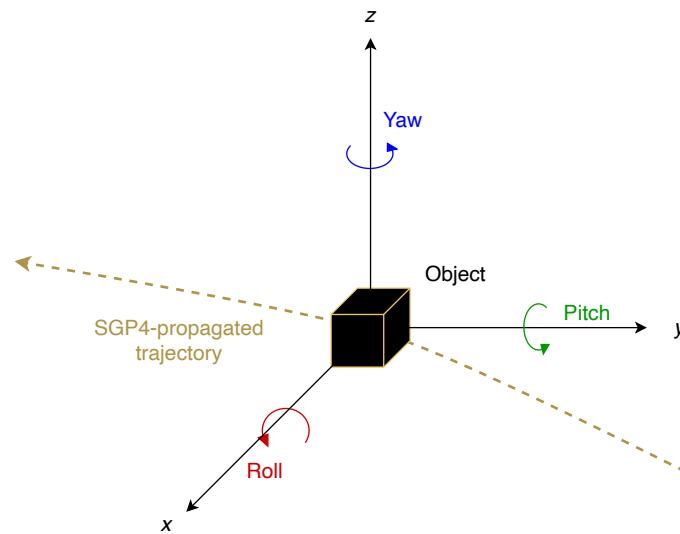 z
Yaw
Object
Pitch
y
SGP4-propagated
trajectory
Roll
x